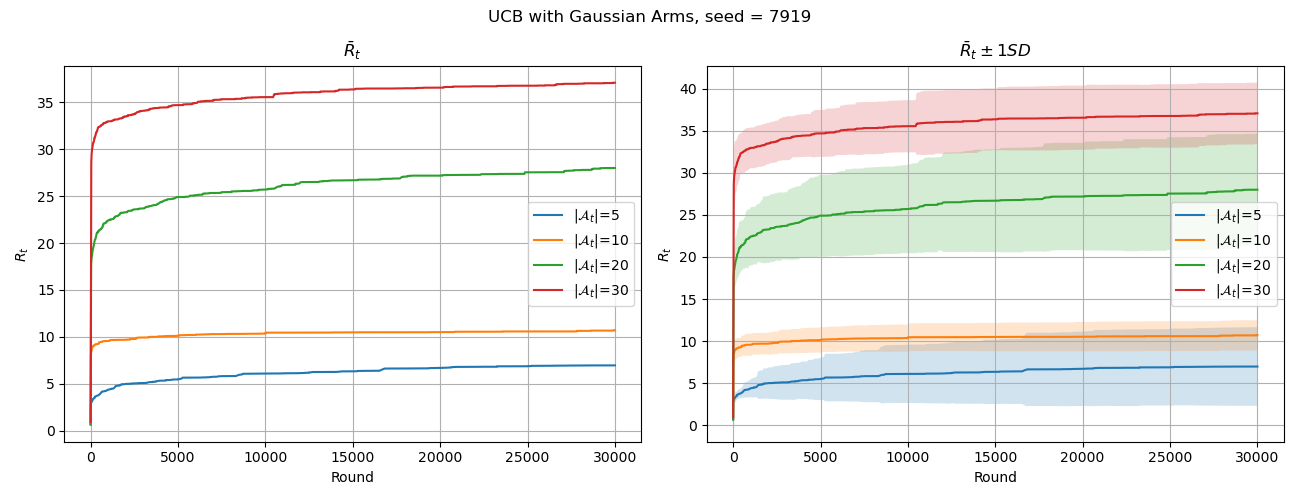 UCB with Gaussian Arms, seed = 7919
R̄ₜ
35
30
25
20
15
10
5
0
Rₜ
0 5000 10000 15000 20000 25000 30000
Round
|𝒜ₜ|=5
|𝒜ₜ|=10
|𝒜ₜ|=20
|𝒜ₜ|=30
R̄ₜ ± 1SD
40
35
30
25
20
15
10
5
0
Rₜ
0 5000 10000 15000 20000 25000 30000
Round
|𝒜ₜ|=5
|𝒜ₜ|=10
|𝒜ₜ|=20
|𝒜ₜ|=30